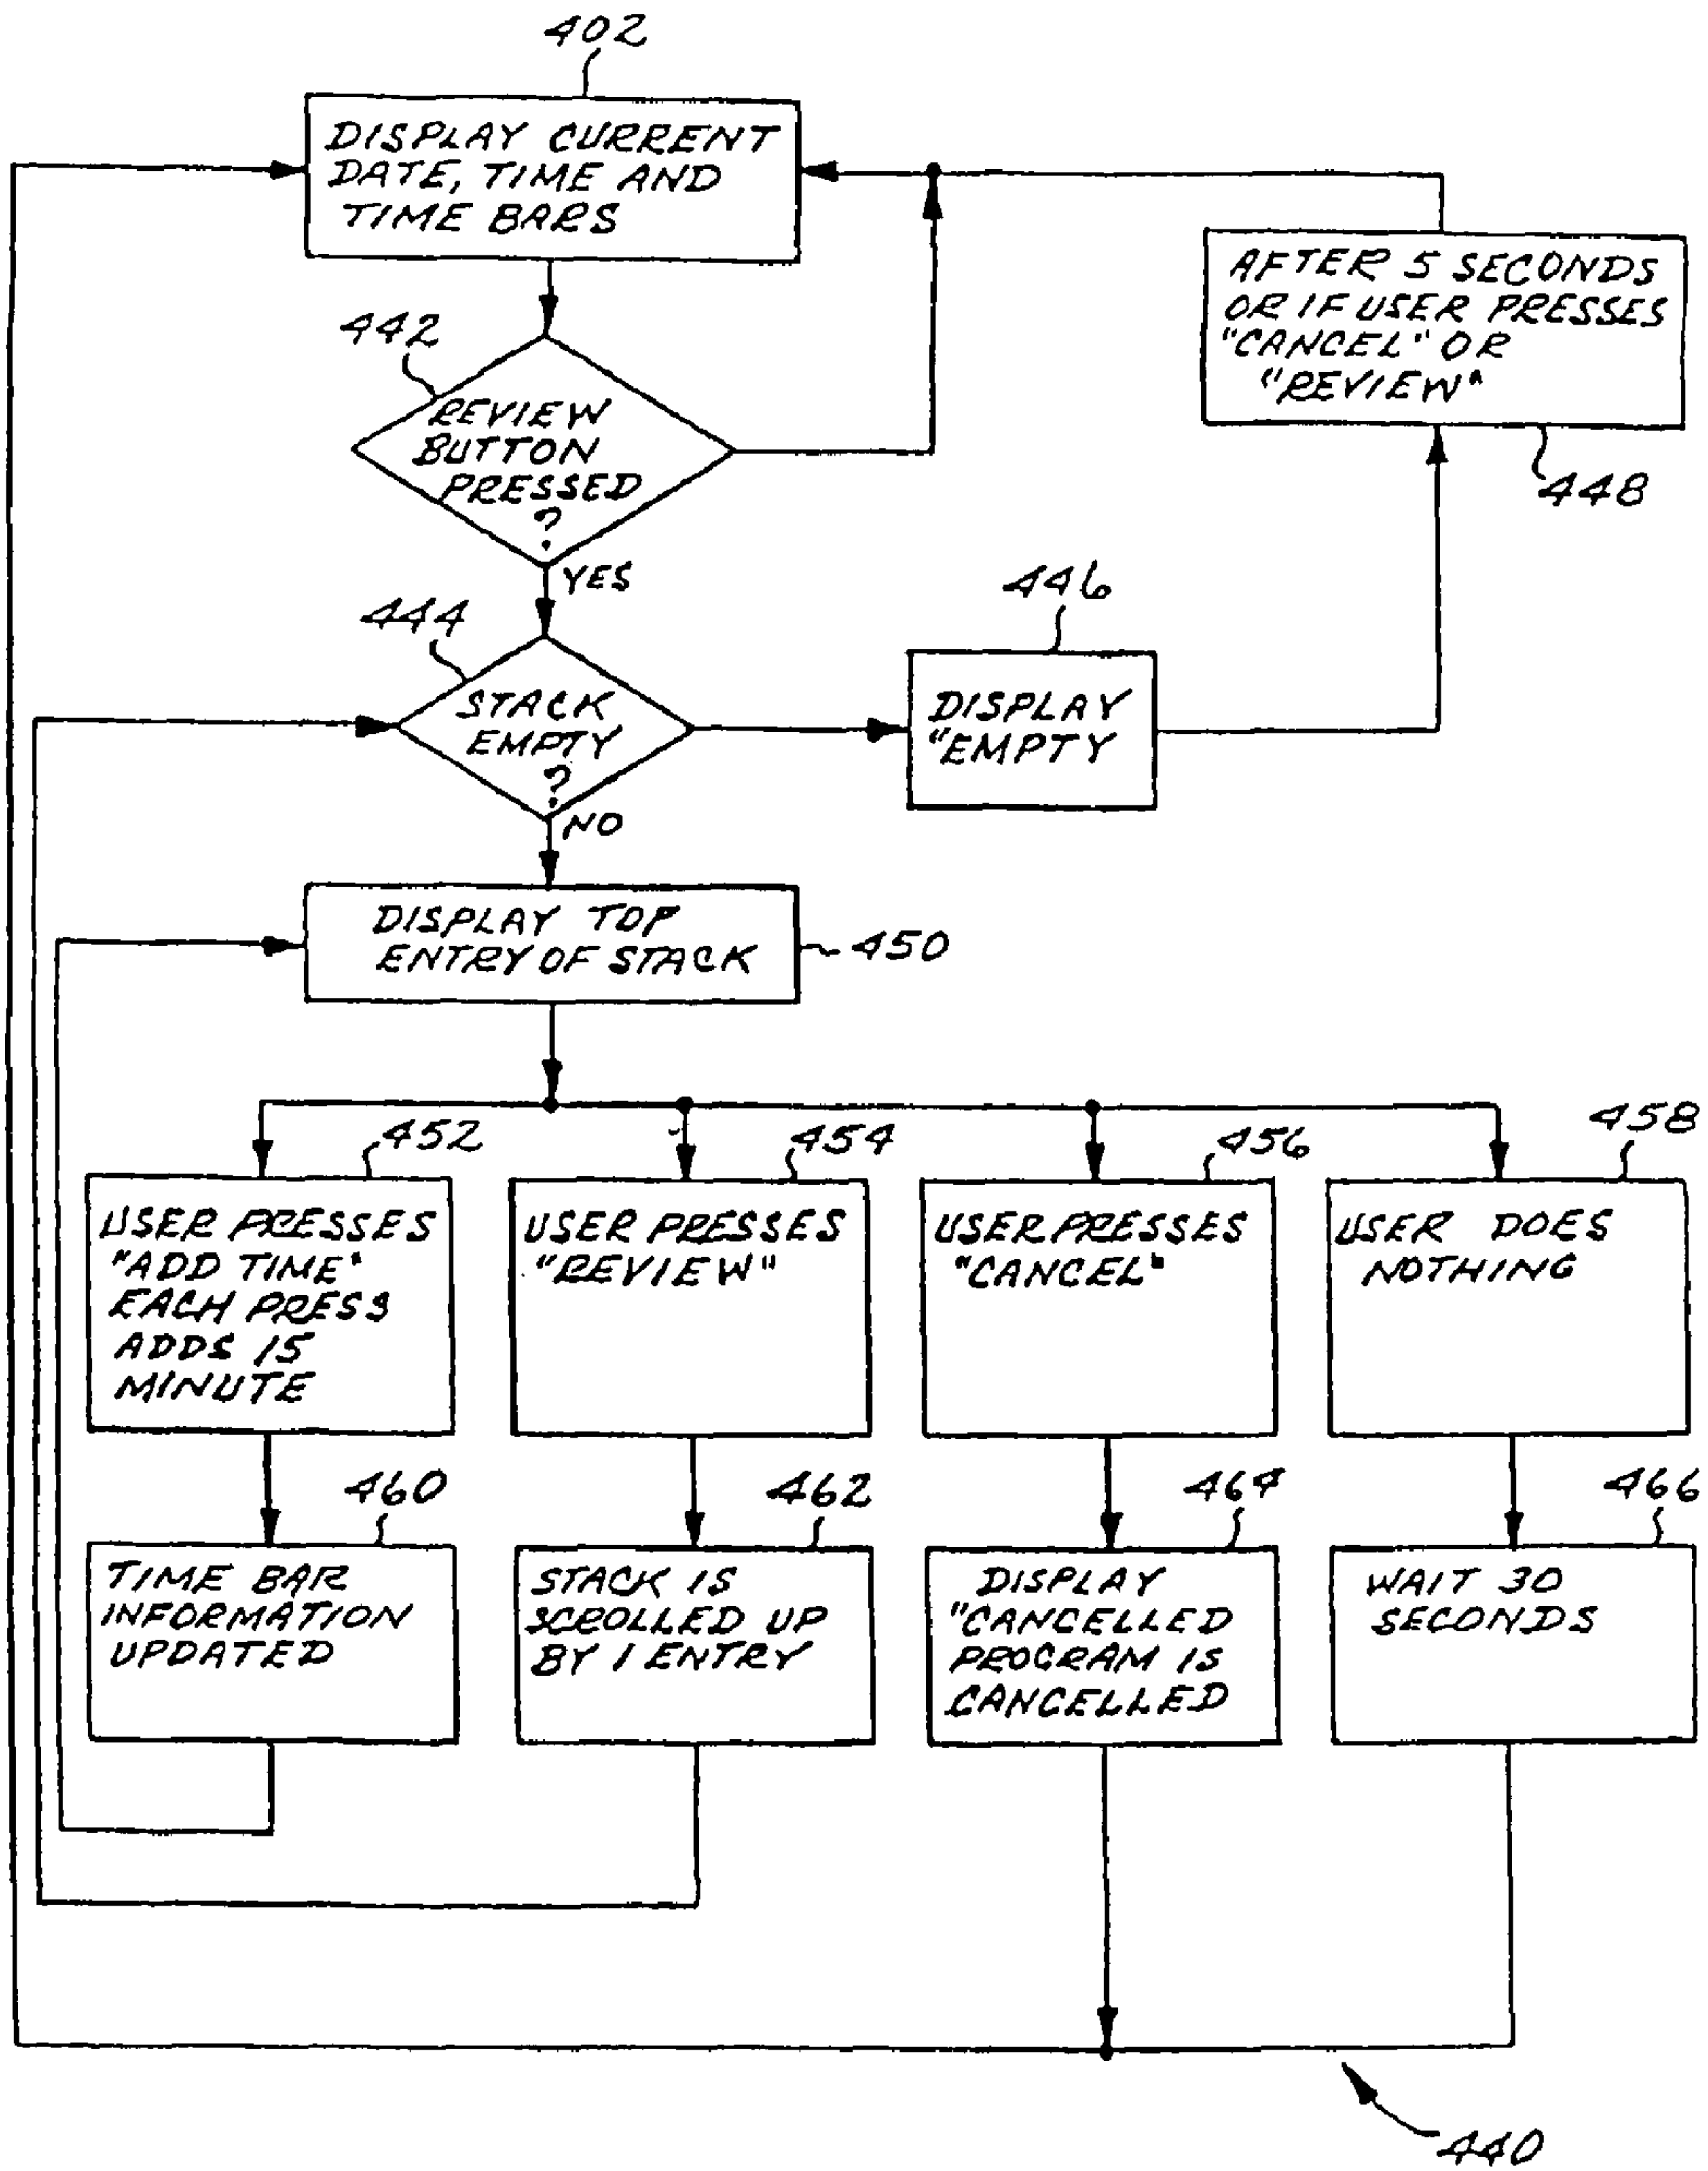 402
DISPLAY CURRENT
DATE, TIME AND
TIME BARS
AFTER 5 SECONDS
OR IF USER PRESSES
"CANCEL" OR
"REVIEW"
448
442
REVIEW
BUTTON
PRESSED
?
YES
444
STACK
EMPTY
?
NO
446
DISPLAY
"EMPTY
DISPLAY TOP
ENTRY OF STACK
450
452
USER PRESSES
"ADD TIME"
EACH PRESS
ADDS 15
MINUTE
454
USER PRESSES
"REVIEW"
456
USER PRESSES
"CANCEL"
458
USER DOES
NOTHING
460
TIME BAR
INFORMATION
UPDATED
462
STACK IS
SCROLLED UP
BY 1 ENTRY
464
DISPLAY
"CANCELLED
PROGRAM IS
CANCELLED
466
WAIT 30
SECONDS
440